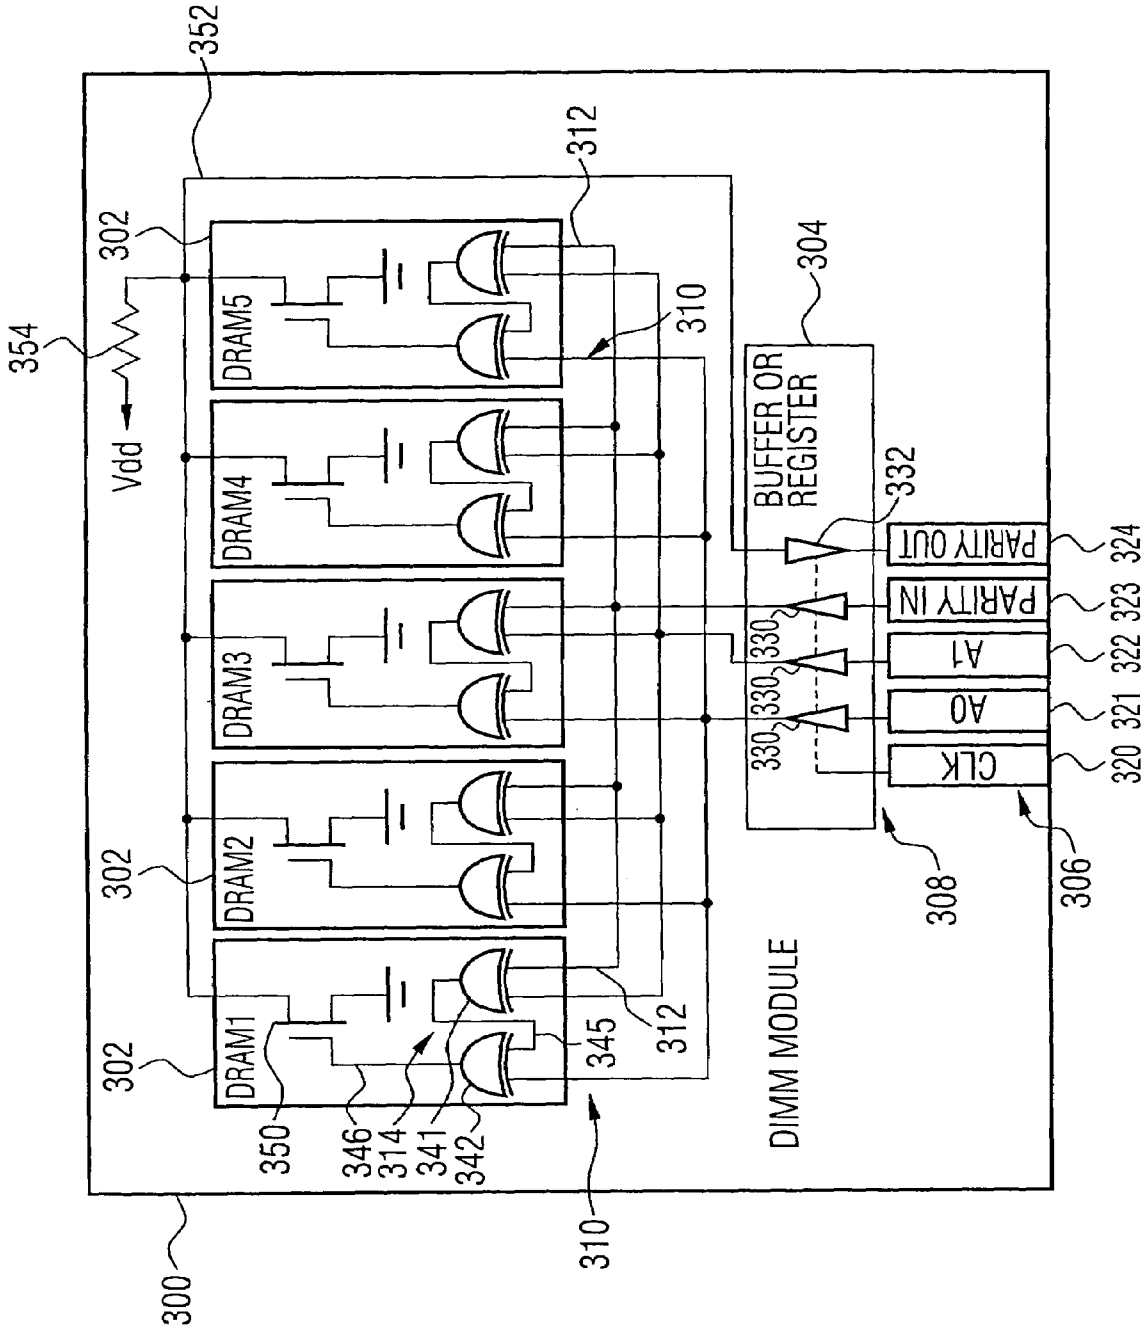 300
302
302
302
352
354
Vdd
DRAM1
DRAM2
DRAM3
DRAM4
DRAM5
350
346
314
341
342
345
312
312
310
310
304
BUFFER OR
REGISTER
332
330
330
330
DIMM MODULE
308
306
CLK
A0
A1
PARITY IN
PARITY OUT
320
321
322
323
324